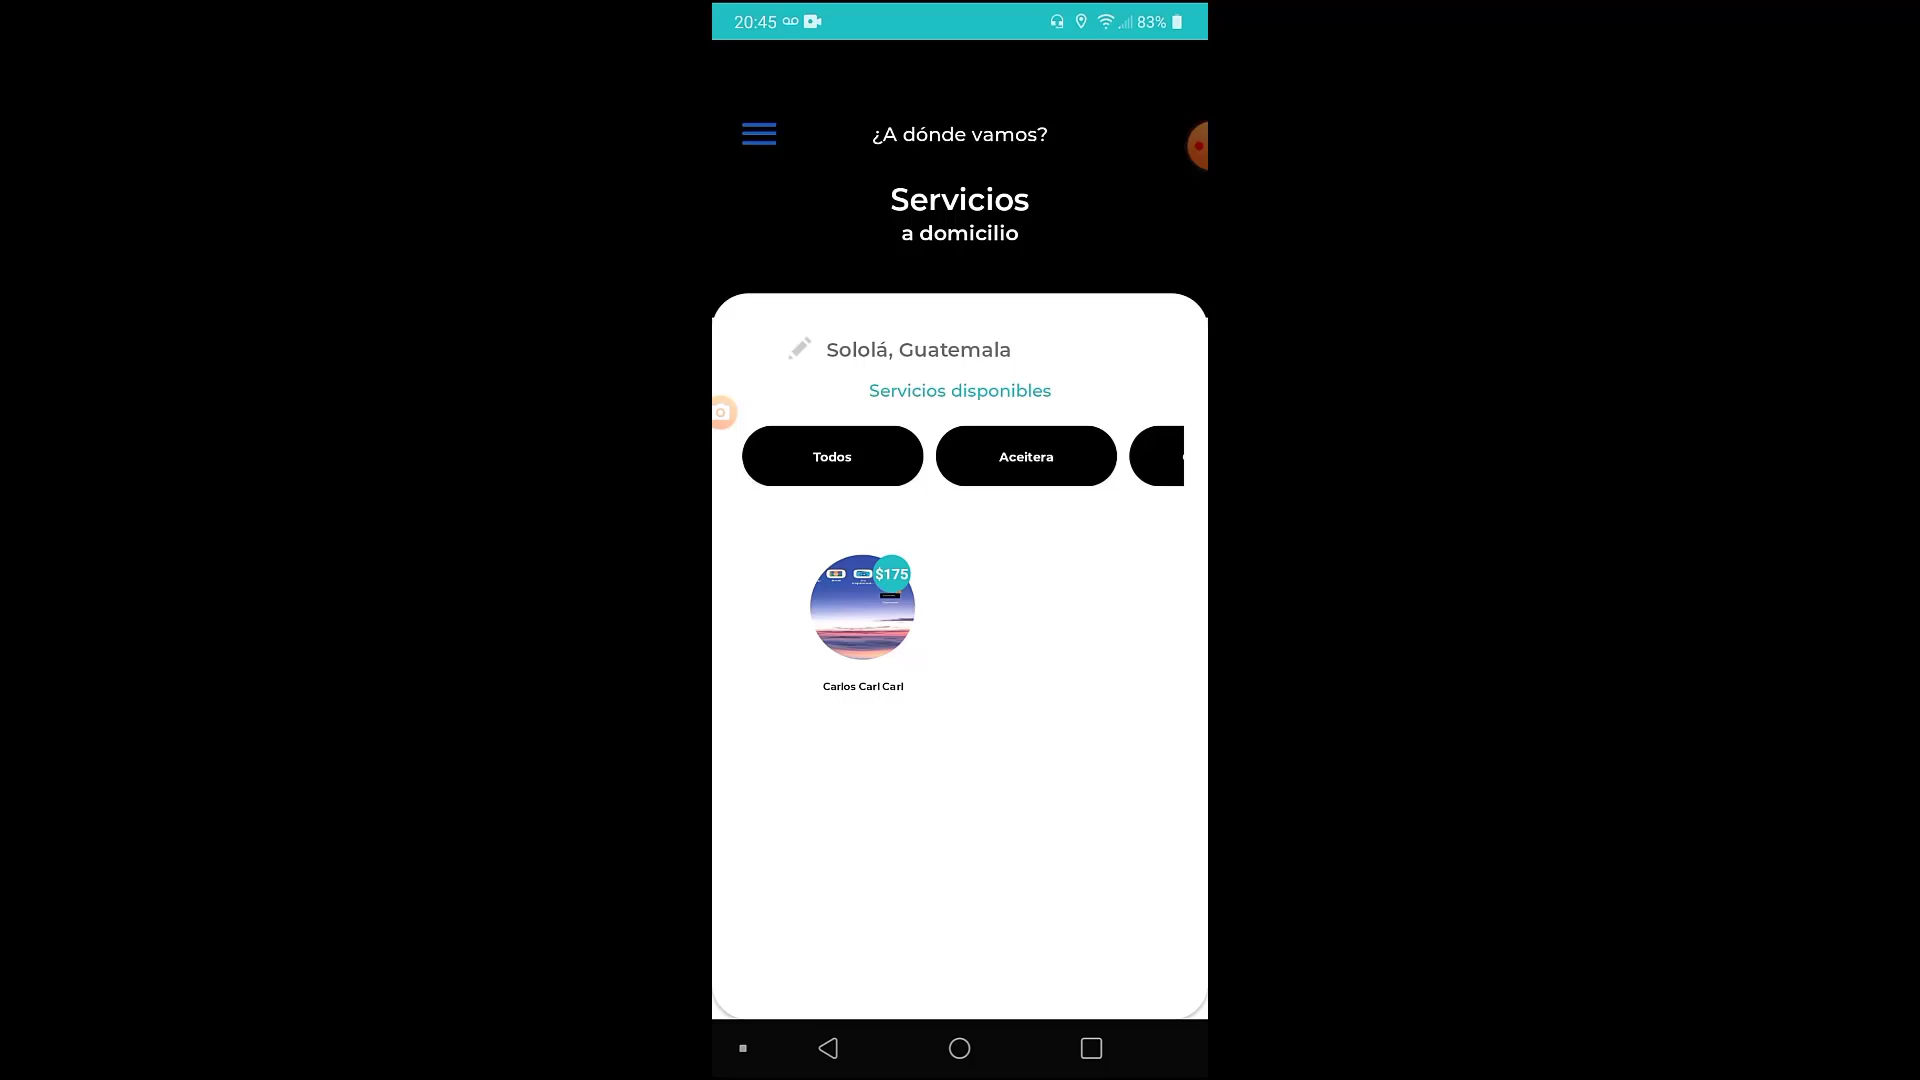 20:45 83%
¿A dónde vamos?
Servicios
a domicilio
Sololá, Guatemala
Servicios disponibles
Todos Aceitera
$175
Carlos Carl Carl